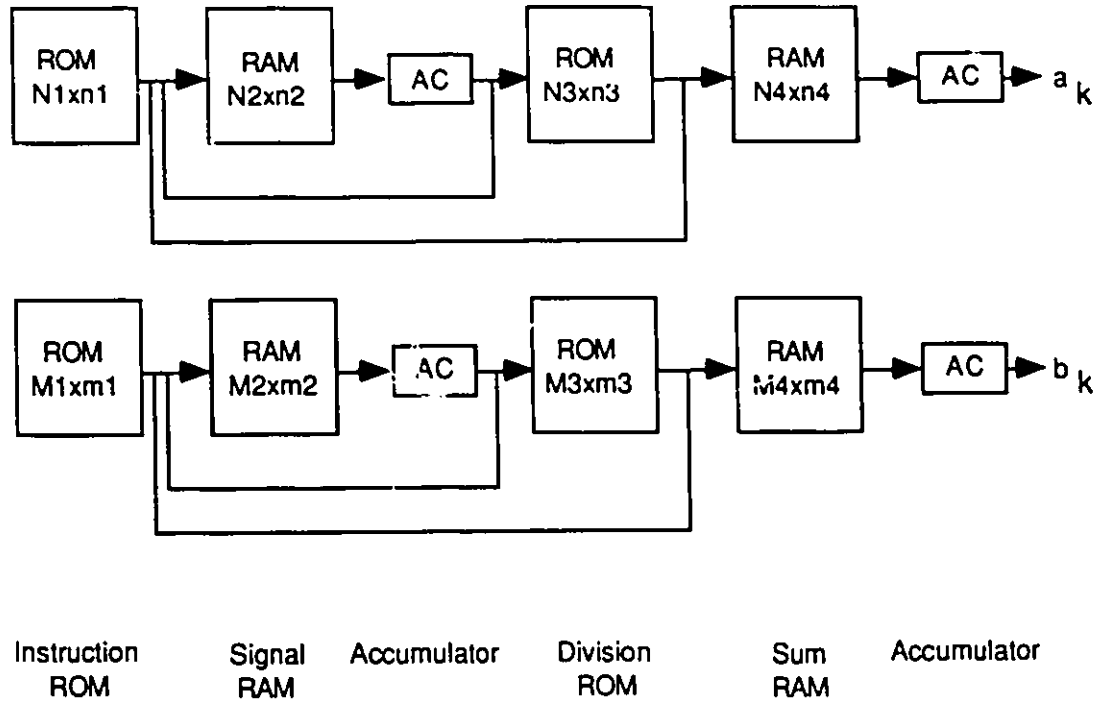 ROM
N1xn1
RAM
N2xn2
AC
ROM
N3xn3
RAM
N4xn4
AC
a k
ROM
M1xm1
RAM
M2xm2
AC
ROM
M3xm3
RAM
M4xm4
AC
b k
Instruction
ROM
Signal
RAM
Accumulator
Division
ROM
Sum
RAM
Accumulator